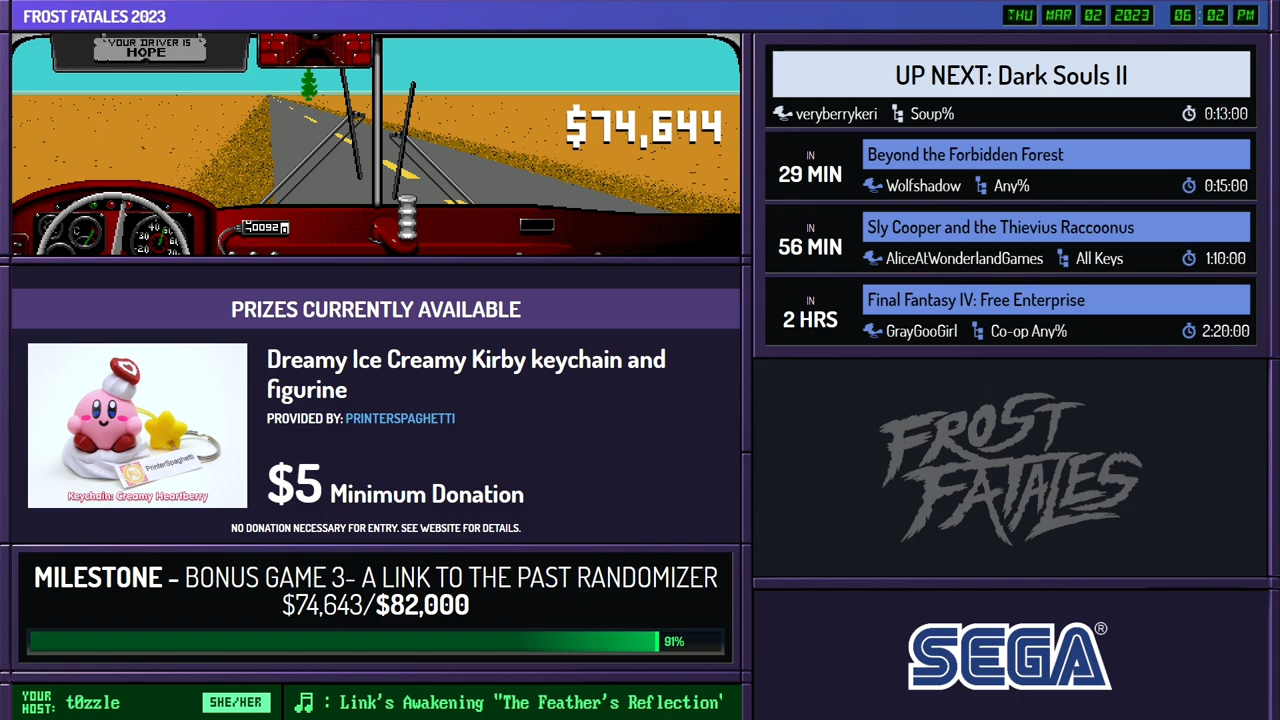 FROST FATALES 2023
THU MAR 02 2023 06:02 PM
YOUR DRIVER IS
HOPE
$74,644
UP NEXT: Dark Souls II
veryberrykeri Soup% 0:13:00
IN
29 MIN
Beyond the Forbidden Forest
Wolfshadow Any% 0:15:00
IN
56 MIN
Sly Cooper and the Thievius Raccoonus
AliceAtWonderlandGames All Keys 1:10:00
IN
2 HRS
Final Fantasy IV: Free Enterprise
GrayGooGirl Co-op Any% 2:20:00
PRIZES CURRENTLY AVAILABLE
Dreamy Ice Creamy Kirby keychain and
figurine
PROVIDED BY: PRINTERSPAGHETTI
$5 Minimum Donation
PrinterSpaghetti
Keychain: Creamy Heartberry
NO DONATION NECESSARY FOR ENTRY. SEE WEBSITE FOR DETAILS.
MILESTONE - BONUS GAME 3- A LINK TO THE PAST RANDOMIZER
$74,643/$82,000
91%
FROST
FATALES
SEGA®
YOUR
HOST: t0zzle SHE/HER
: Link's Awakening "The Feather's Reflection'